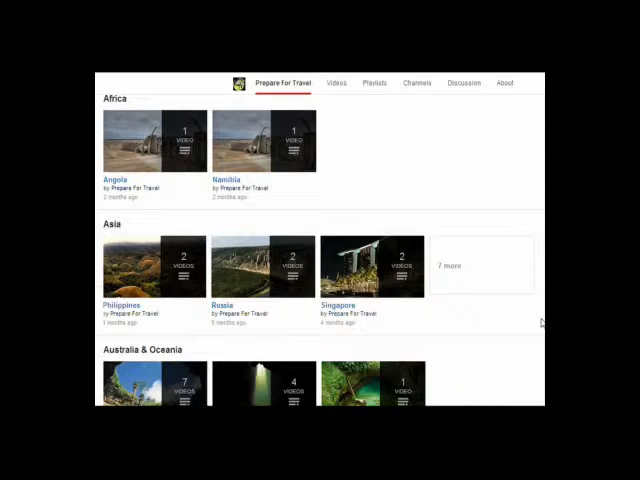 Prepare For Travel Videos Playlists Channels Discussion About
Africa
1 VIDEO
1 VIDEO
Angola
by Prepare For Travel
2 months ago
Namibia
by Prepare For Travel
2 months ago
Asia
2 VIDEOS
2 VIDEOS
2 VIDEOS
7 more
Philippines
by Prepare For Travel
Russia
by Prepare For Travel
5 months ago
Singapore
by Prepare For Travel
4 months ago
Australia & Oceania
7 VIDEOS
4 VIDEOS
1 VIDEO